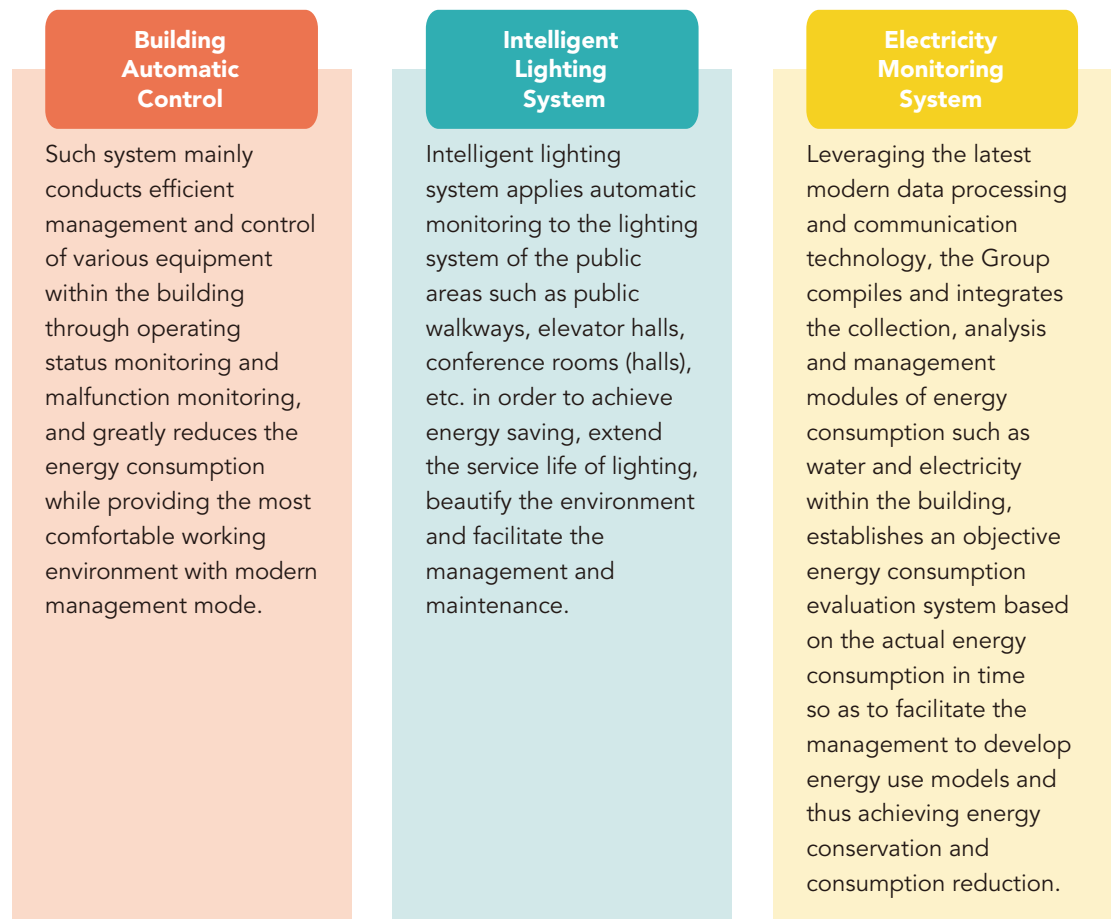 Building
Automatic
Control
Such system mainly
conducts efficient
management and control
of various equipment
within the building
through operating
status monitoring and
malfunction monitoring,
and greatly reduces the
energy consumption
while providing the most
comfortable working
environment with modern
management mode.
Intelligent
Lighting
System
Intelligent lighting
system applies automatic
monitoring to the lighting
system of the public
areas such as public
walkways, elevator halls,
conference rooms (halls),
etc. in order to achieve
energy saving, extend
the service life of lighting,
beautify the environment
and facilitate the
management and
maintenance.
Electricity
Monitoring
System
Leveraging the latest
modern data processing
and communication
technology, the Group
compiles and integrates
the collection, analysis
and management
modules of energy
consumption such as
water and electricity
within the building,
establishes an objective
energy consumption
evaluation system based
on the actual energy
consumption in time
so as to facilitate the
management to develop
energy use models and
thus achieving energy
conservation and
consumption reduction.